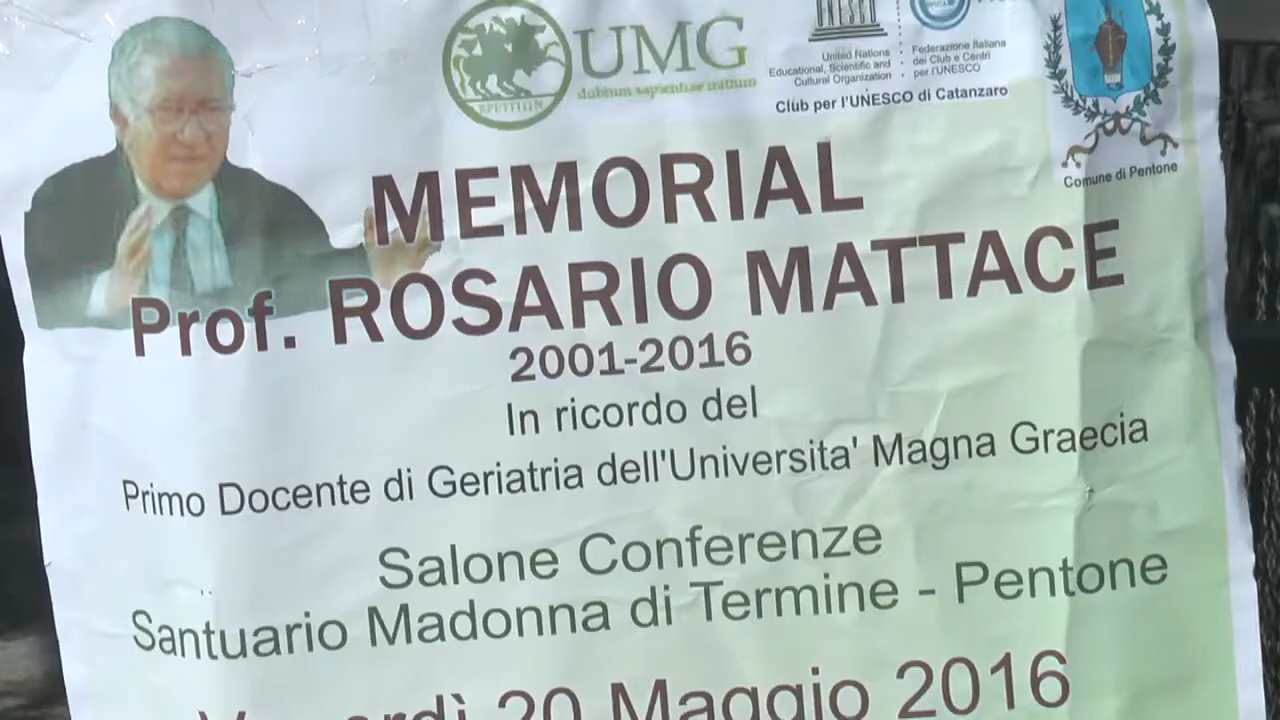 UMG
dubium sapientiae initium
UNESCO
United Nations
Educational, Scientific and
Cultural Organization
Federazione Italiana
dei Club e Centri
per l'UNESCO
Club per l'UNESCO di Catanzaro
Comune di Pentone
MEMORIAL
Prof. ROSARIO MATTACE
2001-2016
In ricordo del
Primo Docente di Geriatria dell'Universita' Magna Graecia
Salone Conferenze
Santuario Madonna di Termine - Pentone
Venerdì 20 Maggio 2016